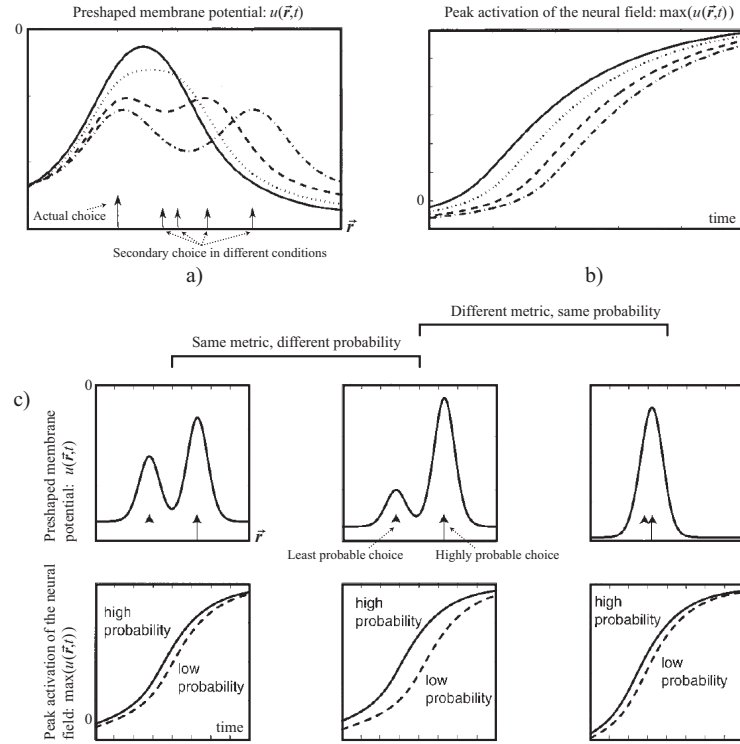 Preshaped membrane potential: u(r⃗,t)
0
Actual choice
r⃗
Secondary choice in different conditions
a)
Peak activation of the neural field: max(u(r⃗,t))
0
time
b)
Different metric, same probability
Same metric, different probability
c)
Preshaped membrane
potential: u(r⃗,t)
0
r⃗
Least probable choice
Highly probable choice
Peak activation of the neural
field: max(u(r⃗,t))
0
high
probability
low
probability
time
high
probability
low
probability
high
probability
low
probability